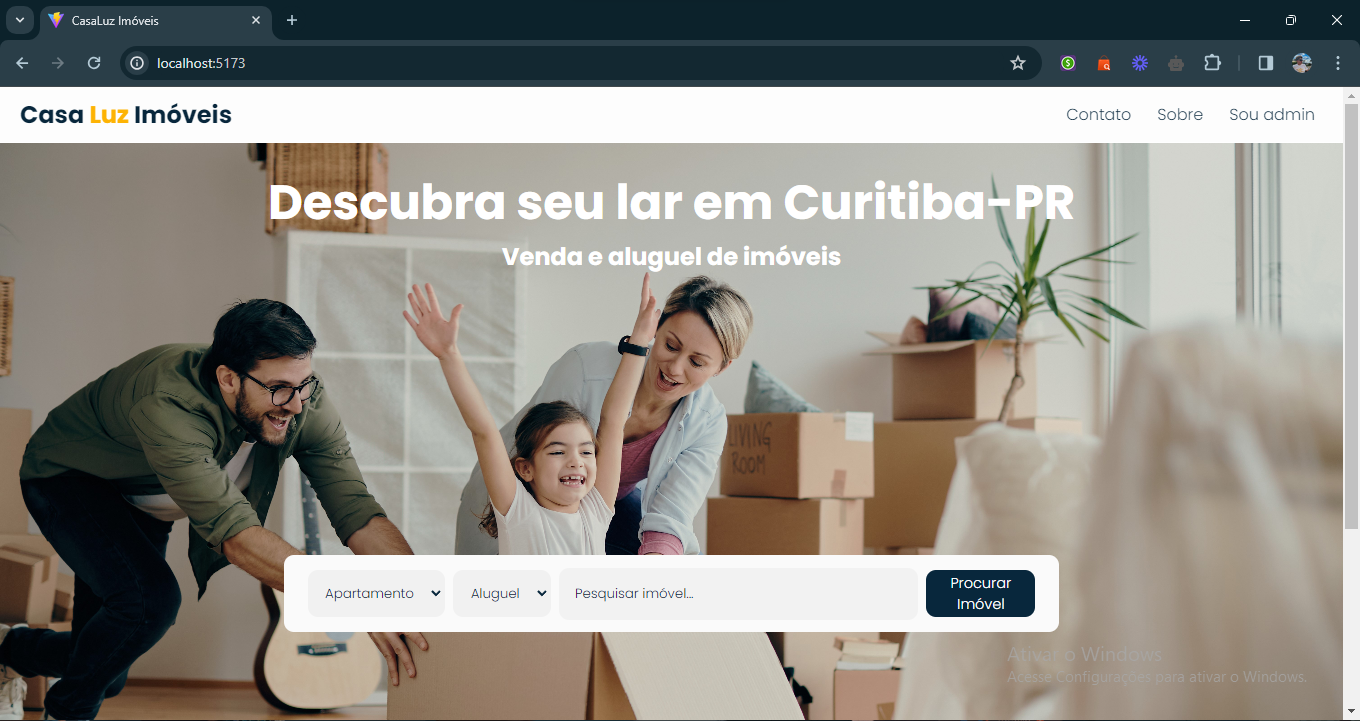 CasaLuz Imóveis
localhost:5173
Casa Luz Imóveis
Contato Sobre Sou admin
Descubra seu lar em Curitiba-PR
Venda e aluguel de imóveis
LIVING
ROOM
Apartamento Aluguel Pesquisar imóvel... Procurar
Imóvel
Ativar o Windows
Acesse Configurações para ativar o Windows.